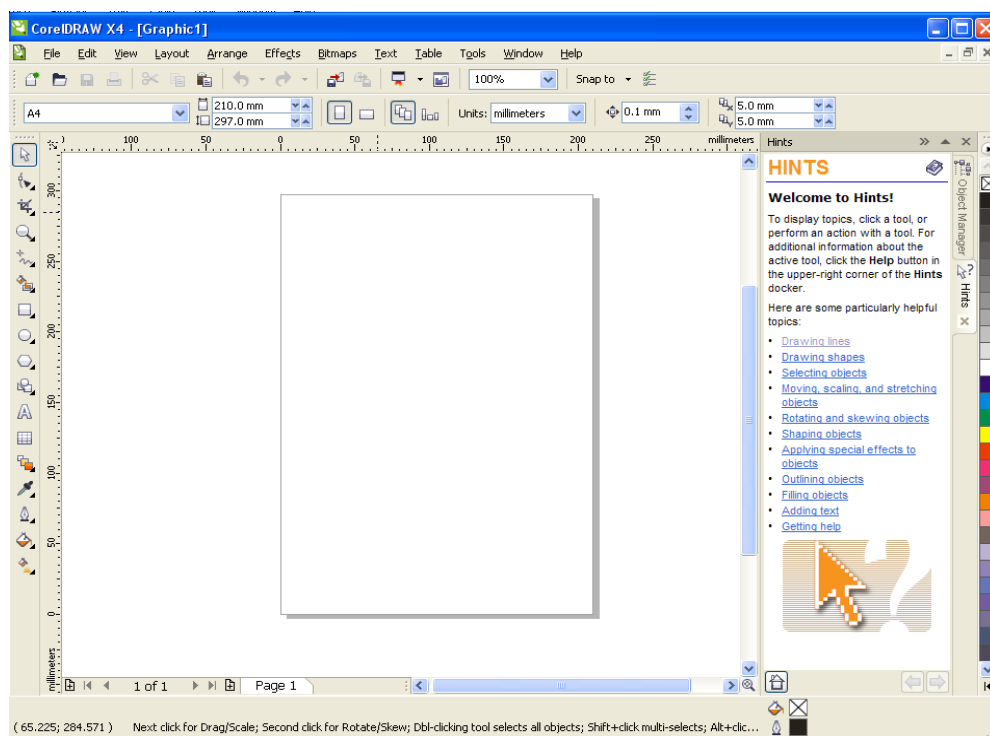 CorelDRAW X4 - [Graphic1]
File Edit View Layout Arrange Effects Bitmaps Text Table Tools Window Help
100% Snap to
A4 210.0 mm 297.0 mm Units: millimeters 0.1 mm 5.0 mm 5.0 mm
100 50 0 50 100 150 200 250 millimeters
300
250
200
150
100
50
0
millimeters
Hints
HINTS
Welcome to Hints!
To display topics, click a tool, or
perform an action with a tool. For
additional information about the
active tool, click the Help button in
the upper-right corner of the Hints
docker.
Here are some particularly helpful
topics:
• Drawing lines
• Drawing shapes
• Selecting objects
• Moving, scaling, and stretching
objects
• Rotating and skewing objects
• Shaping objects
• Applying special effects to
objects
• Outlining objects
• Filling objects
• Adding text
• Getting help
Object Manager
Hints
1 of 1 Page 1
( 65.225; 284.571 ) Next click for Drag/Scale; Second click for Rotate/Skew; Dbl-clicking tool selects all objects; Shift+click multi-selects; Alt+clic...